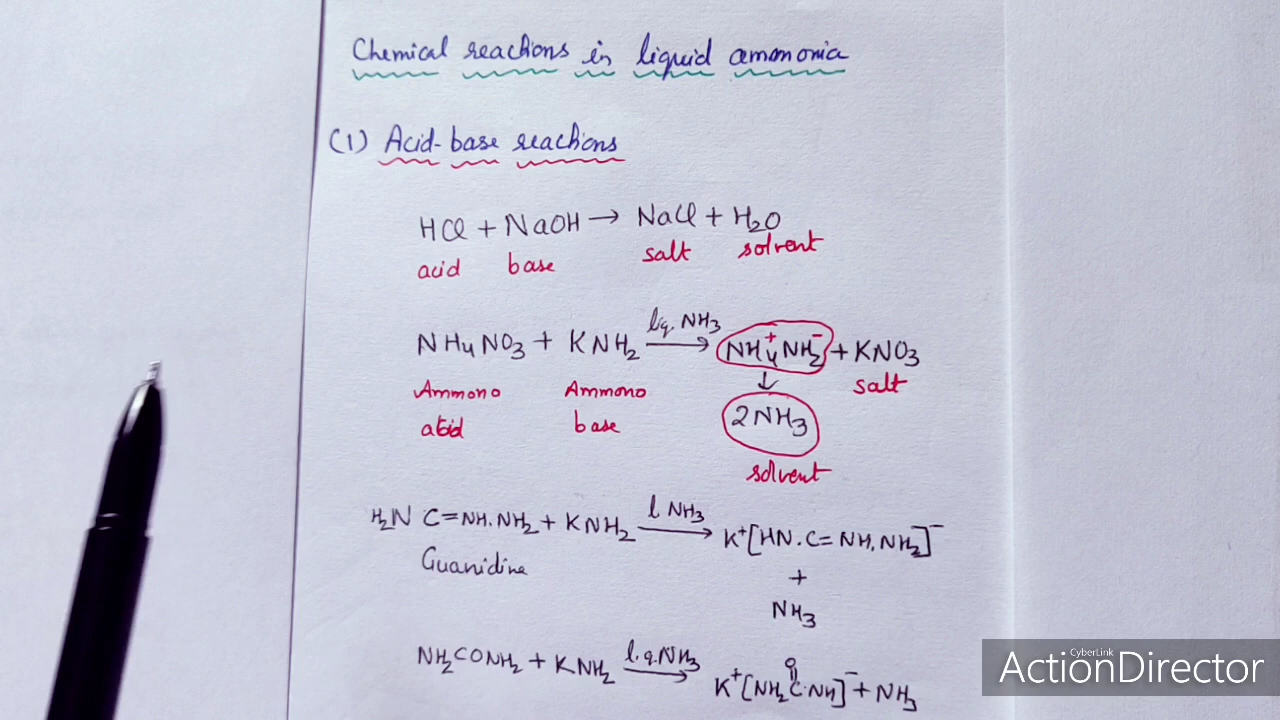 Chemical reactions in liquid ammonia
(1) Acid-base reactions
HCl + NaOH → NaCl + H₂O
acid base salt solvent
NH₄NO₃ + KNH₂ —lq. NH₃→ NH₄⁺NH₂⁻ + KNO₃
↓ salt
Ammono Ammono 2NH₃
acid base
solvent
H₂N C=NH.NH₂ + KNH₂ —l NH₃→ K⁺[HN.C=NH.NH₂]⁻
Guanidine +
NH₃
NH₂CONH₂ + KNH₂ —l.q.NH₃→ K⁺[NH₂C(=O).NH]⁻ + NH₃
CyberLink
ActionDirector